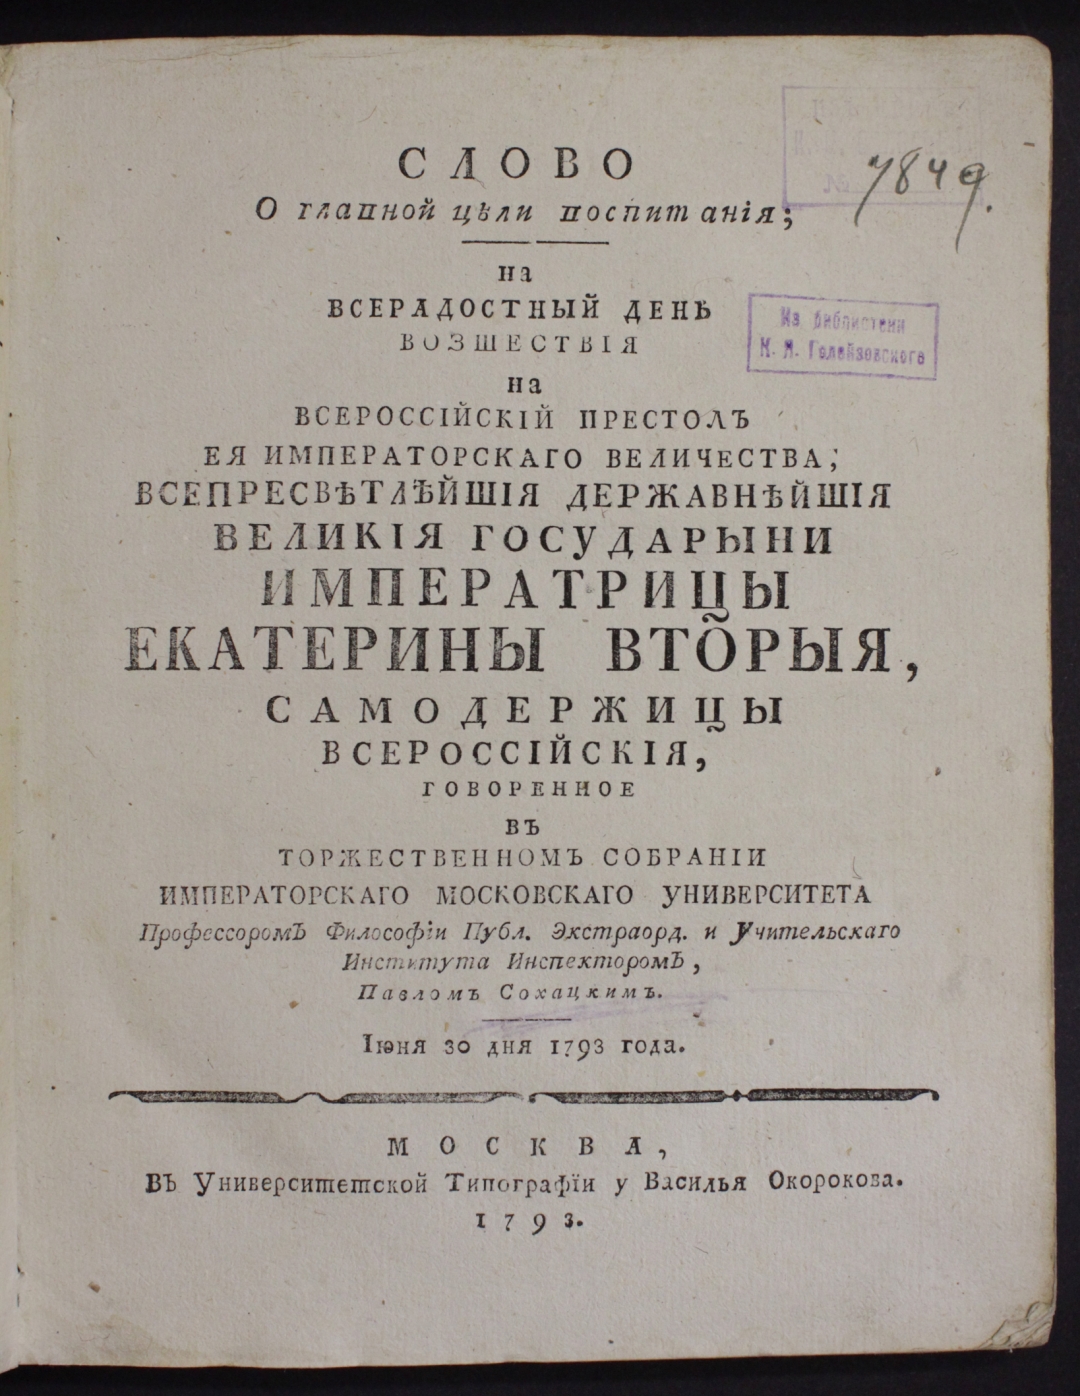 СЛОВО
О главной цѣли воспитанія;
на
ВСЕРАДОСТНЫЙ ДЕНЬ
ВОЗШЕСТВІЯ
на
ВСЕРОССІЙСКІЙ ПРЕСТОЛЪ
ЕЯ ИМПЕРАТОРСКАГО ВЕЛИЧЕСТВА,
ВСЕПРЕСВѢТЛѢЙШІЯ ДЕРЖАВНѢЙШІЯ
ВЕЛИКІЯ ГОСУДАРЫНИ
ИМПЕРАТРИЦЫ
ЕКАТЕРИНЫ ВТОРЫЯ,
САМОДЕРЖИЦЫ
ВСЕРОССІЙСКІЯ,
ГОВОРЕННОЕ
ВЪ
ТОРЖЕСТВЕННОМЪ СОБРАНІИ
ИМПЕРАТОРСКАГО МОСКОВСКАГО УНИВЕРСИТЕТА
Профессоромъ Философіи Публ. Экстраорд. и Учительскаго
Института Инспекторомъ,
Павломъ Сохацкимъ.
Іюня 30 дня 1793 года.
МОСКВА,
Въ Университетской Типографїи у Василья Окорокова.
1793.
7849.
Из библиотеки
К. Я. Голейзовского